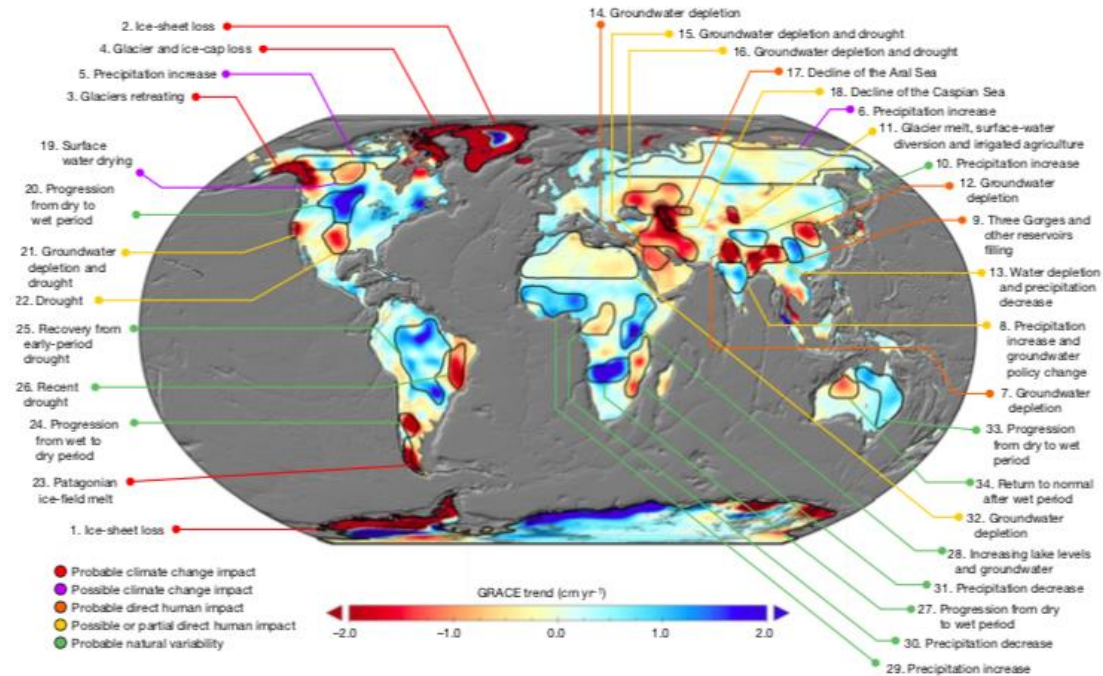 2. Ice-sheet loss
4. Glacier and ice-cap loss
5. Precipitation increase
3. Glaciers retreating
19. Surface
water drying
20. Progression
from dry to
wet period
21. Groundwater
depletion and
drought
22. Drought
25. Recovery from
early-period
drought
26. Recent
drought
24. Progression
from wet to
dry period
23. Patagonian
ice-field melt
1. Ice-sheet loss
14. Groundwater depletion
15. Groundwater depletion and drought
16. Groundwater depletion and drought
17. Decline of the Aral Sea
18. Decline of the Caspian Sea
6. Precipitation increase
11. Glacier melt, surface-water
diversion and irrigated agriculture
10. Precipitation increase
12. Groundwater
depletion
9. Three Gorges and
other reservoirs
filling
13. Water depletion
and precipitation
decrease
8. Precipitation
increase and
groundwater
policy change
7. Groundwater
depletion
33. Progression
from dry to wet
period
34. Return to normal
after wet period
32. Groundwater
depletion
28. Increasing lake levels
and groundwater
31. Precipitation decrease
27. Progression from dry
to wet period
30. Precipitation decrease
29. Precipitation increase
Probable climate change impact
Possible climate change impact
Probable direct human impact
Possible or partial direct human impact
Probable natural variability
GRACE trend (cm yr⁻¹)
–2.0 –1.0 0.0 1.0 2.0